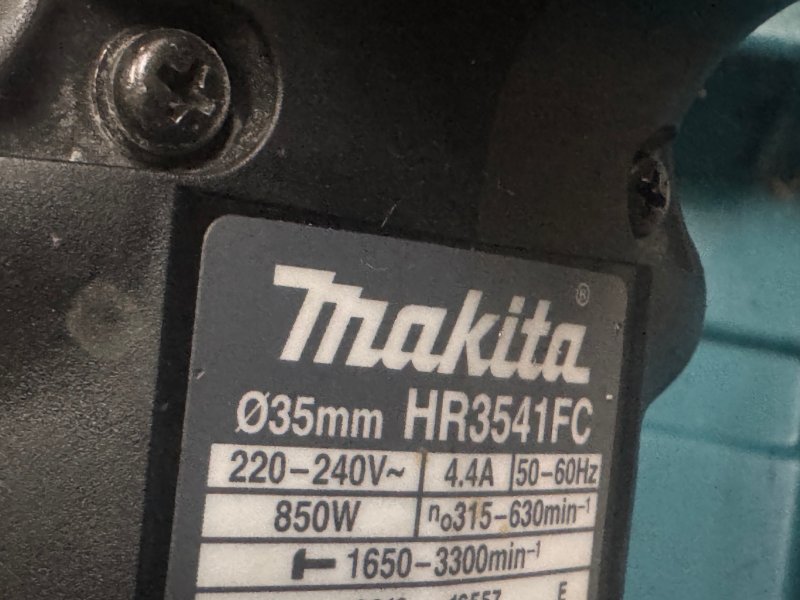 Makita®
Ø35mm HR3541FC
220-240V~ 4.4A 50-60Hz
850W n₀315-630min⁻¹
1650-3300min⁻¹
E